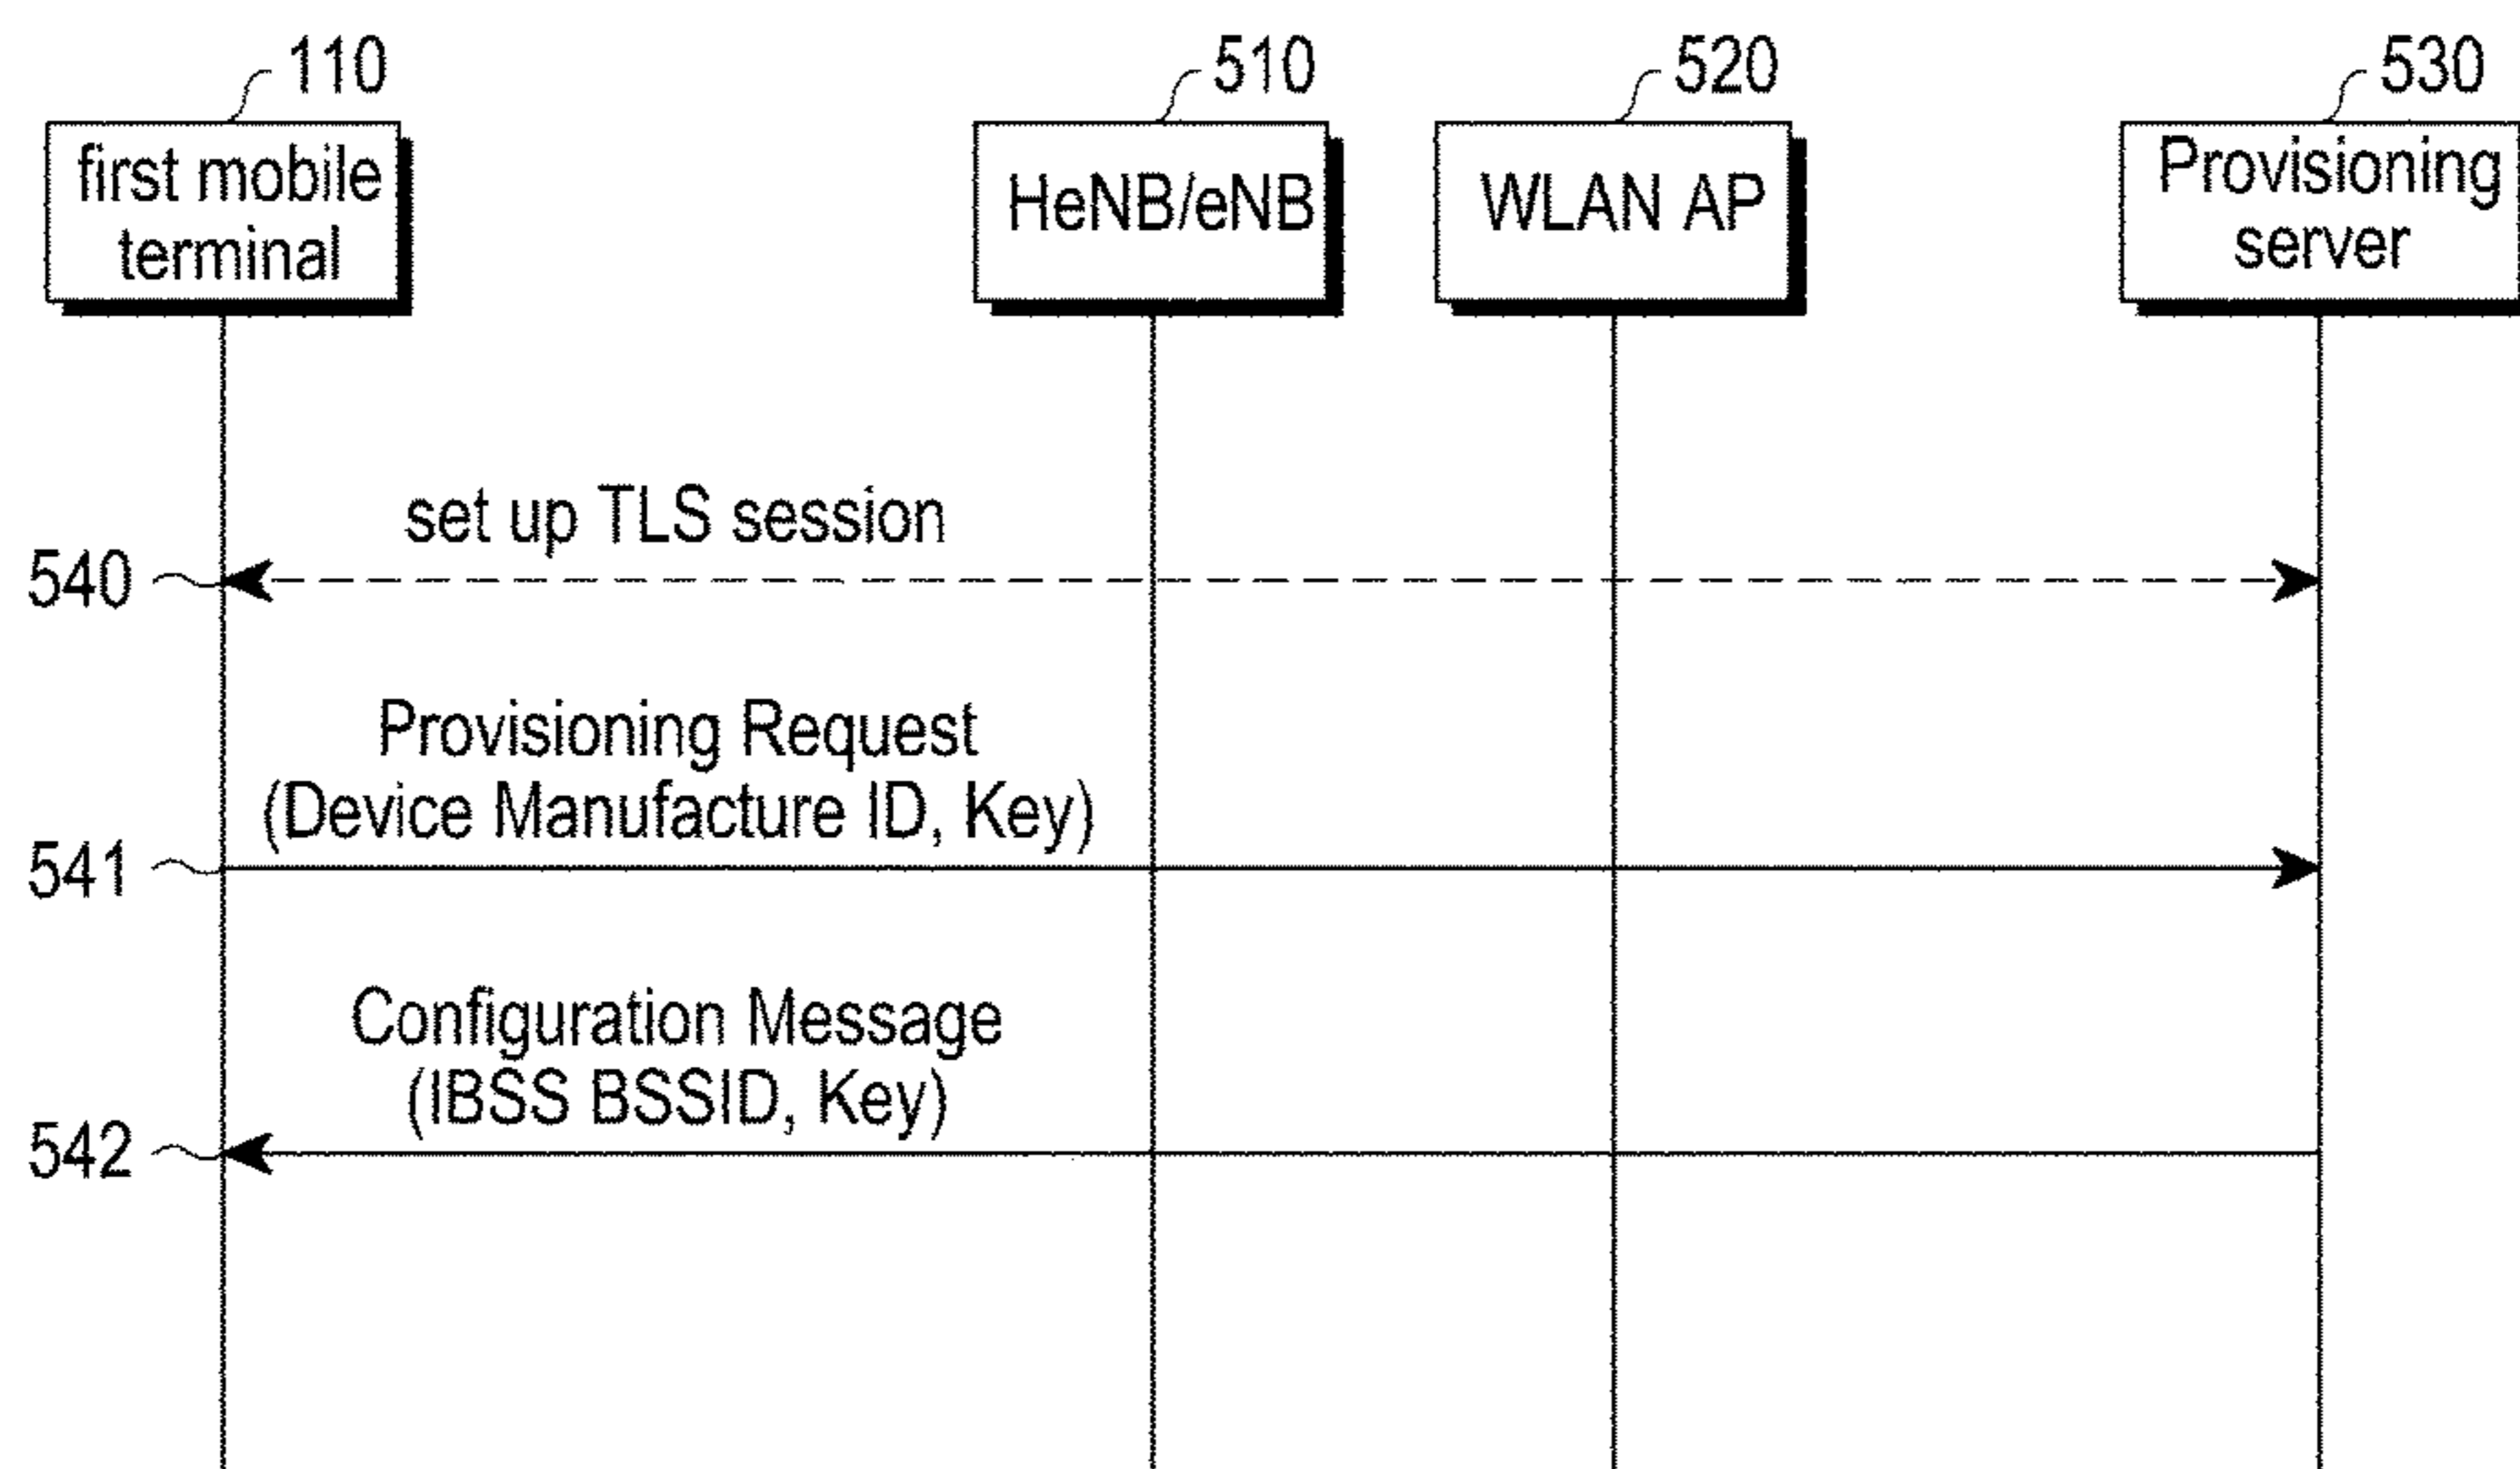 110
510
520
530
first mobile
terminal
HeNB/eNB
WLAN AP
Provisioning
server
set up TLS session
540
Provisioning Request
(Device Manufacture ID, Key)
541
Configuration Message
(IBSS BSSID, Key)
542